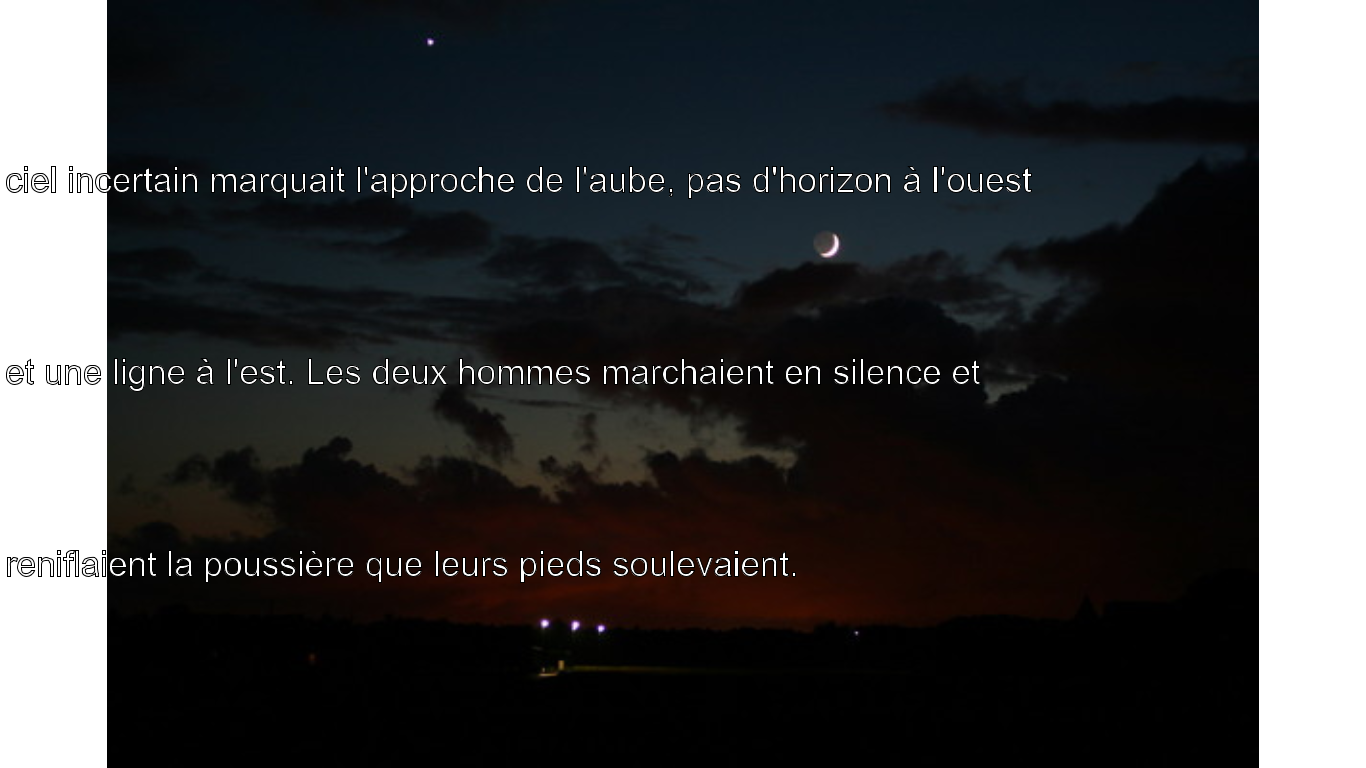 ciel incertain marquait l'approche de l'aube, pas d'horizon à l'ouest
et une ligne à l'est. Les deux hommes marchaient en silence et
reniflaient la poussière que leurs pieds soulevaient.